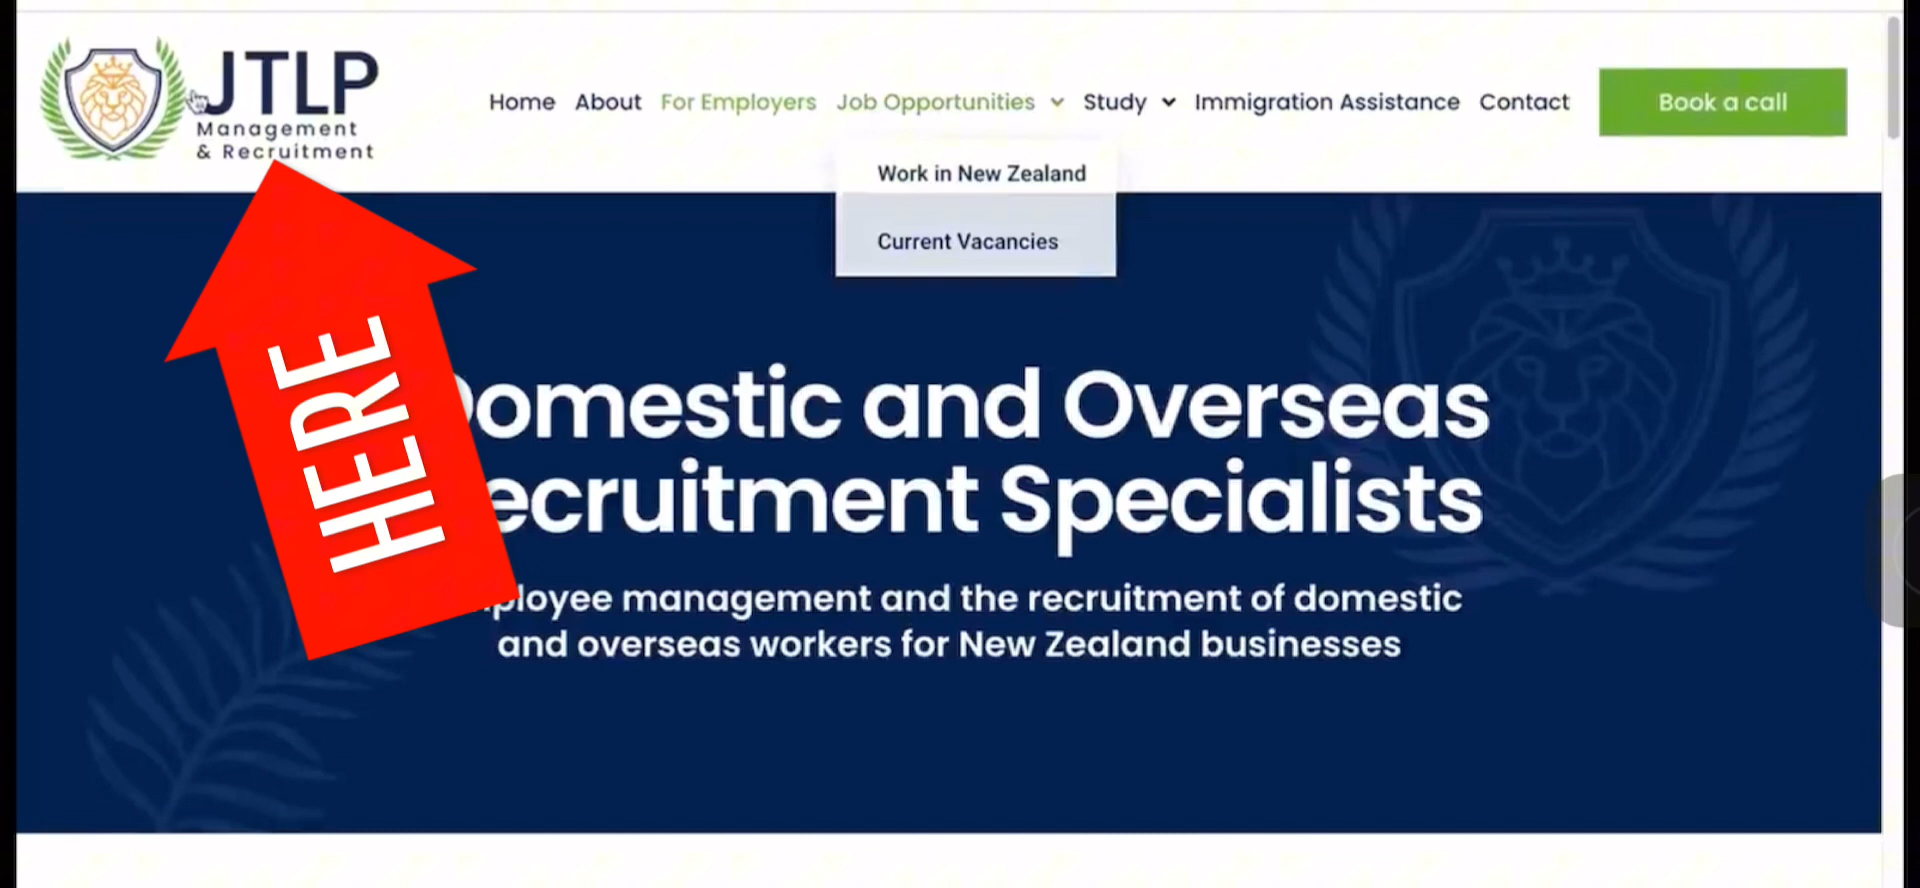 JTLP
Management
& Recruitment
Home About For Employers Job Opportunities Study Immigration Assistance Contact Book a call
Work in New Zealand
Current Vacancies
HERE
Domestic and Overseas
ecruitment Specialists
ployee management and the recruitment of domestic
and overseas workers for New Zealand businesses